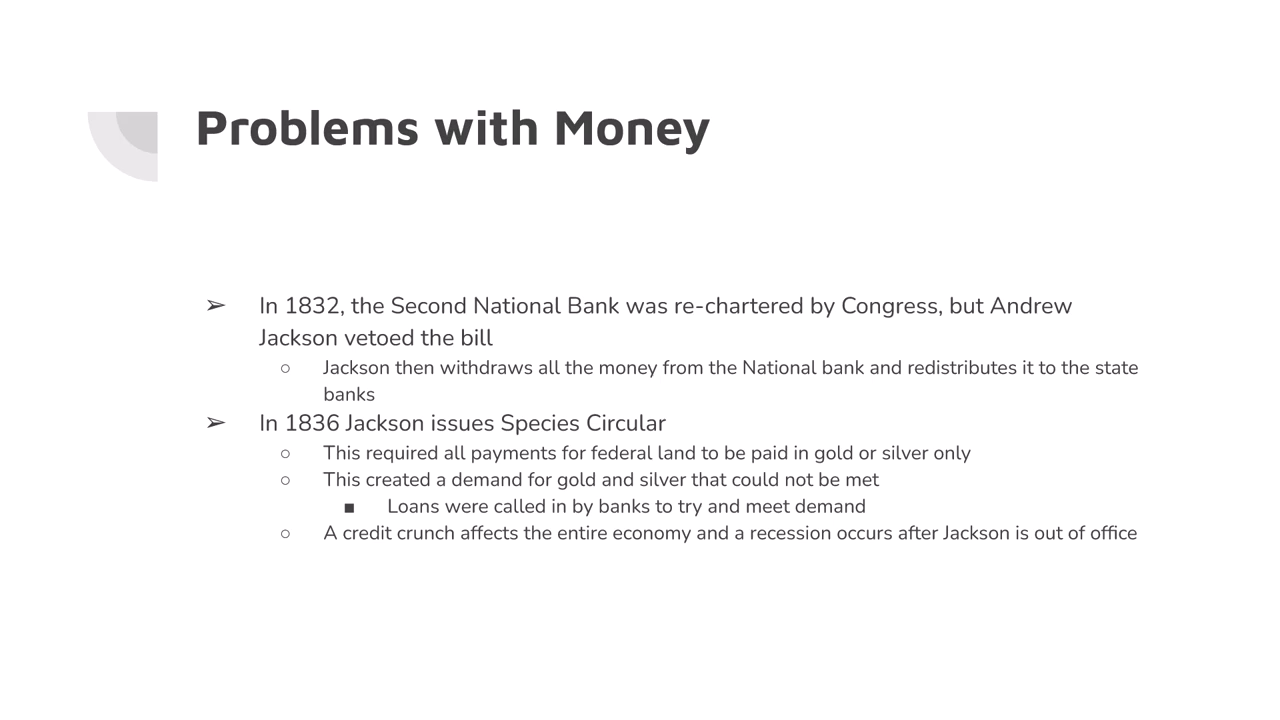 Problems with Money
➢ In 1832, the Second National Bank was re-chartered by Congress, but Andrew
Jackson vetoed the bill
○ Jackson then withdraws all the money from the National bank and redistributes it to the state
banks
➢ In 1836 Jackson issues Species Circular
○ This required all payments for federal land to be paid in gold or silver only
○ This created a demand for gold and silver that could not be met
■ Loans were called in by banks to try and meet demand
○ A credit crunch affects the entire economy and a recession occurs after Jackson is out of office